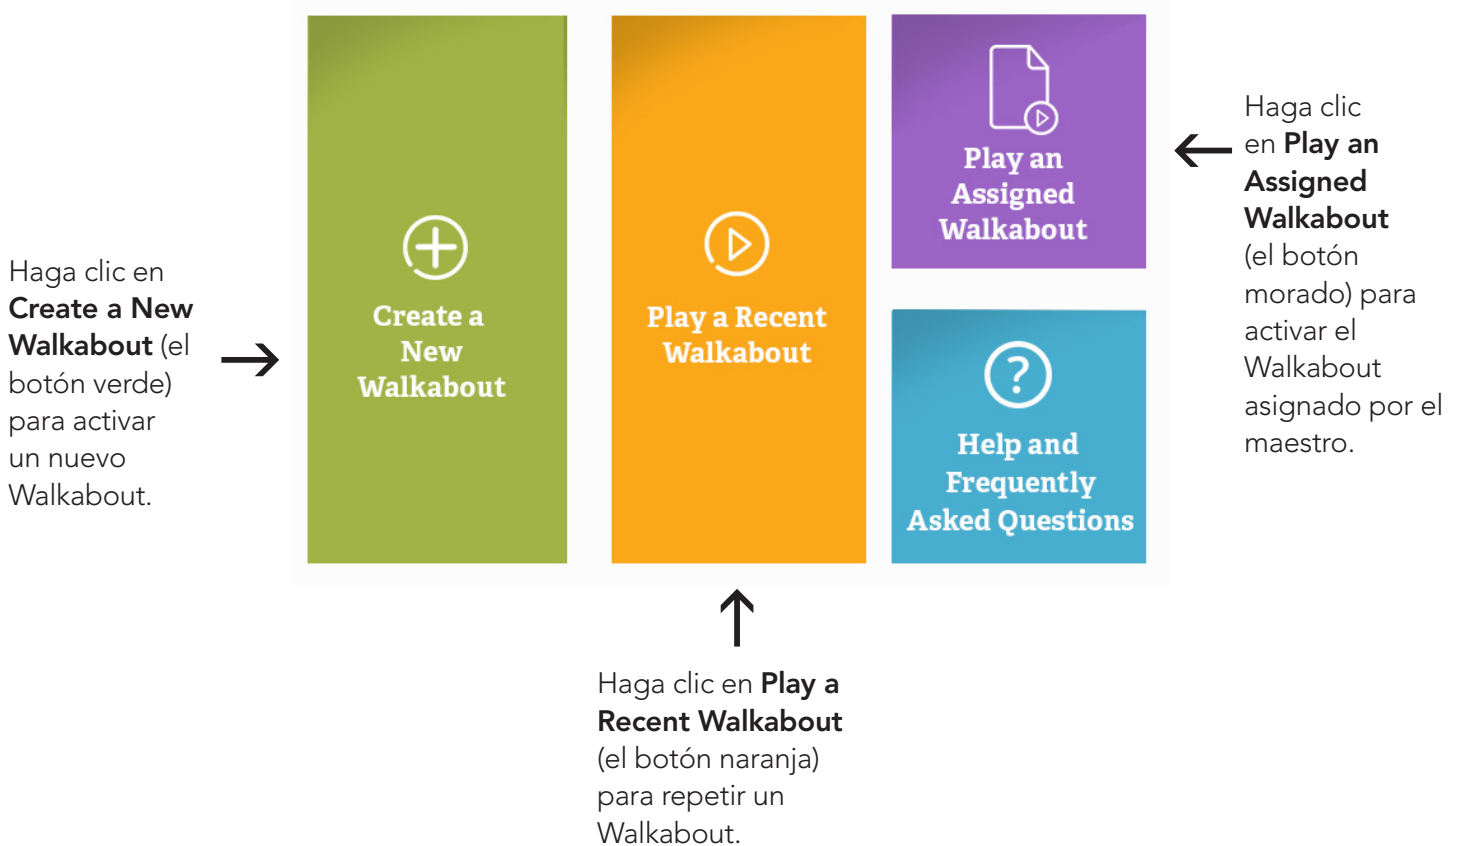 Haga clic en
Create a New
Walkabout (el
botón verde)
para activar
un nuevo
Walkabout.
Create a
New
Walkabout
Play a Recent
Walkabout
Play an
Assigned
Walkabout
Help and
Frequently
Asked Questions
Haga clic
en Play an
Assigned
Walkabout
(el botón
morado) para
activar el
Walkabout
asignado por el
maestro.
Haga clic en Play a
Recent Walkabout
(el botón naranja)
para repetir un
Walkabout.